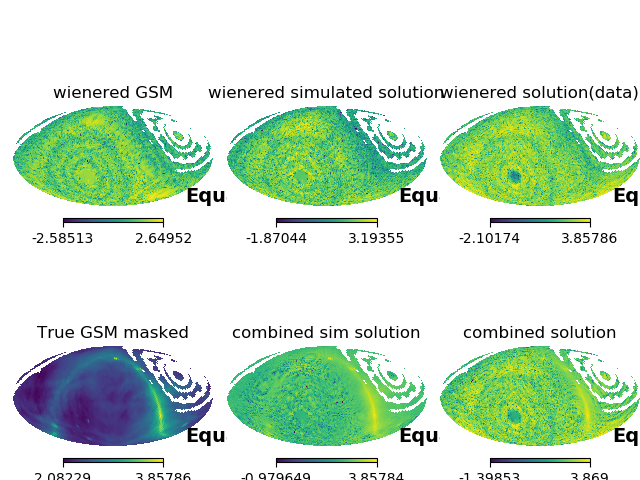 wienered GSM
wienered simulated solution
wienered solution(data)
Equ
Equ
Eq
-2.58513 2.64952
-1.87044 3.19355
-2.10174 3.85786
True GSM masked
combined sim solution
combined solution
Equ
Equ
Eq
2.08229 3.85786
-0.979649 3.85784
-1.39853 3.869